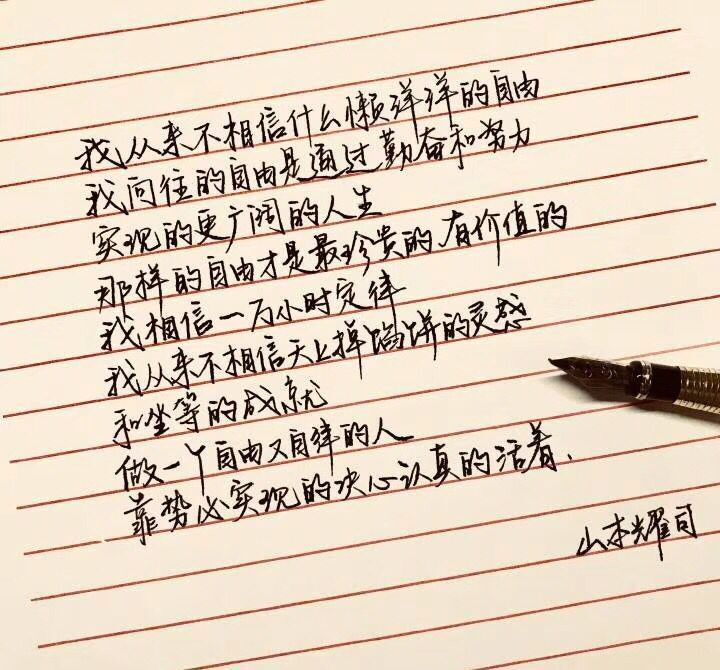 我从来不相信什么懒洋洋的自由
我向往的自由是通过勤奋和努力
实现的更广阔的人生
那样的自由才是最珍贵的有价值的
我相信一万小时定律
我从来不相信天上掉馅饼的灵感
和坐等的成就
做一个自由又自律的人
靠势必实现的决心认真的活着.
山本耀司